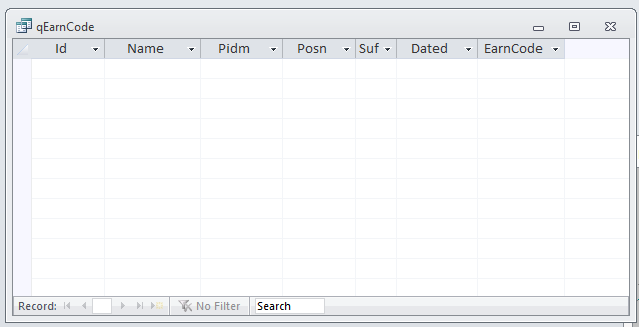 qEarnCode
Id Name Pidm Posn Suf Dated EarnCode
Record: No Filter Search